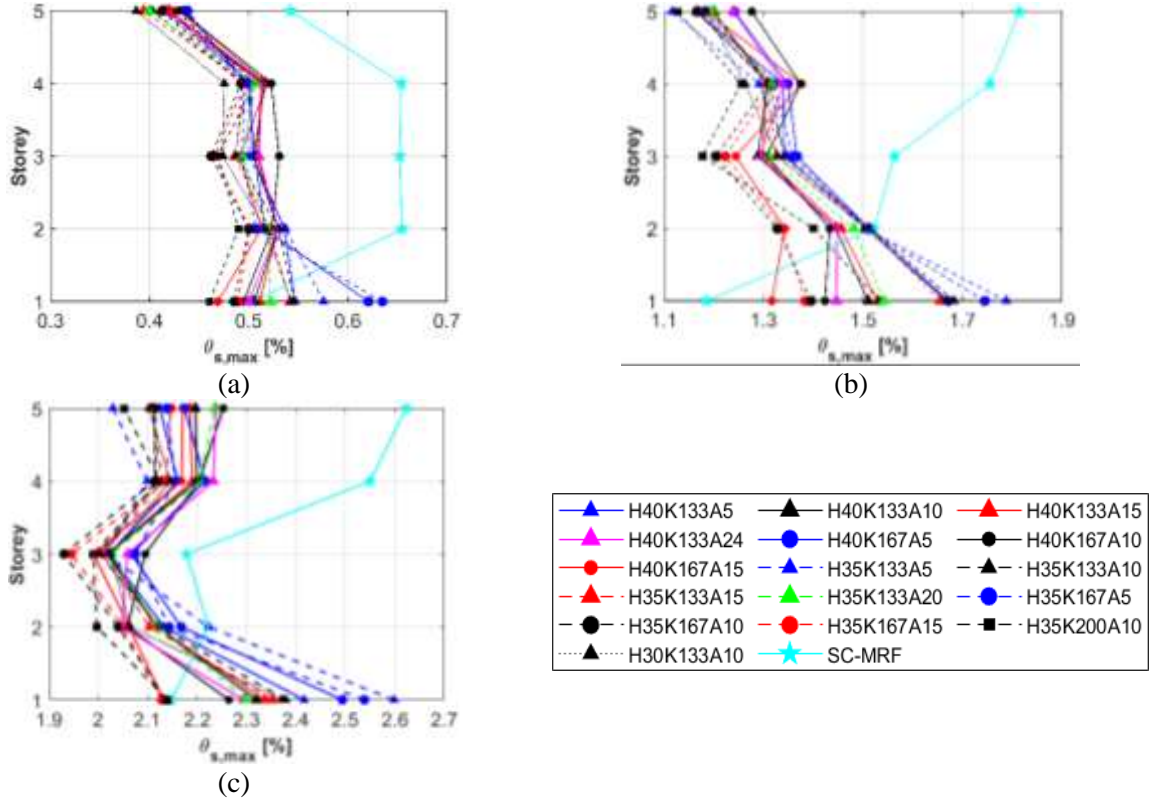 5
4
3
2
1
Storey
0.3 0.4 0.5 0.6 0.7
θs,max [%]
(a)
5
4
3
2
1
Storey
1.1 1.3 1.5 1.7 1.9
θs,max [%]
(b)
5
4
3
2
1
Storey
1.9 2 2.1 2.2 2.3 2.4 2.5 2.6 2.7
θs,max [%]
(c)
H40K133A5 H40K133A10 H40K133A15
H40K133A24 H40K167A5 H40K167A10
H40K167A15 H35K133A5 H35K133A10
H35K133A15 H35K133A20 H35K167A5
H35K167A10 H35K167A15 H35K200A10
H30K133A10 SC-MRF